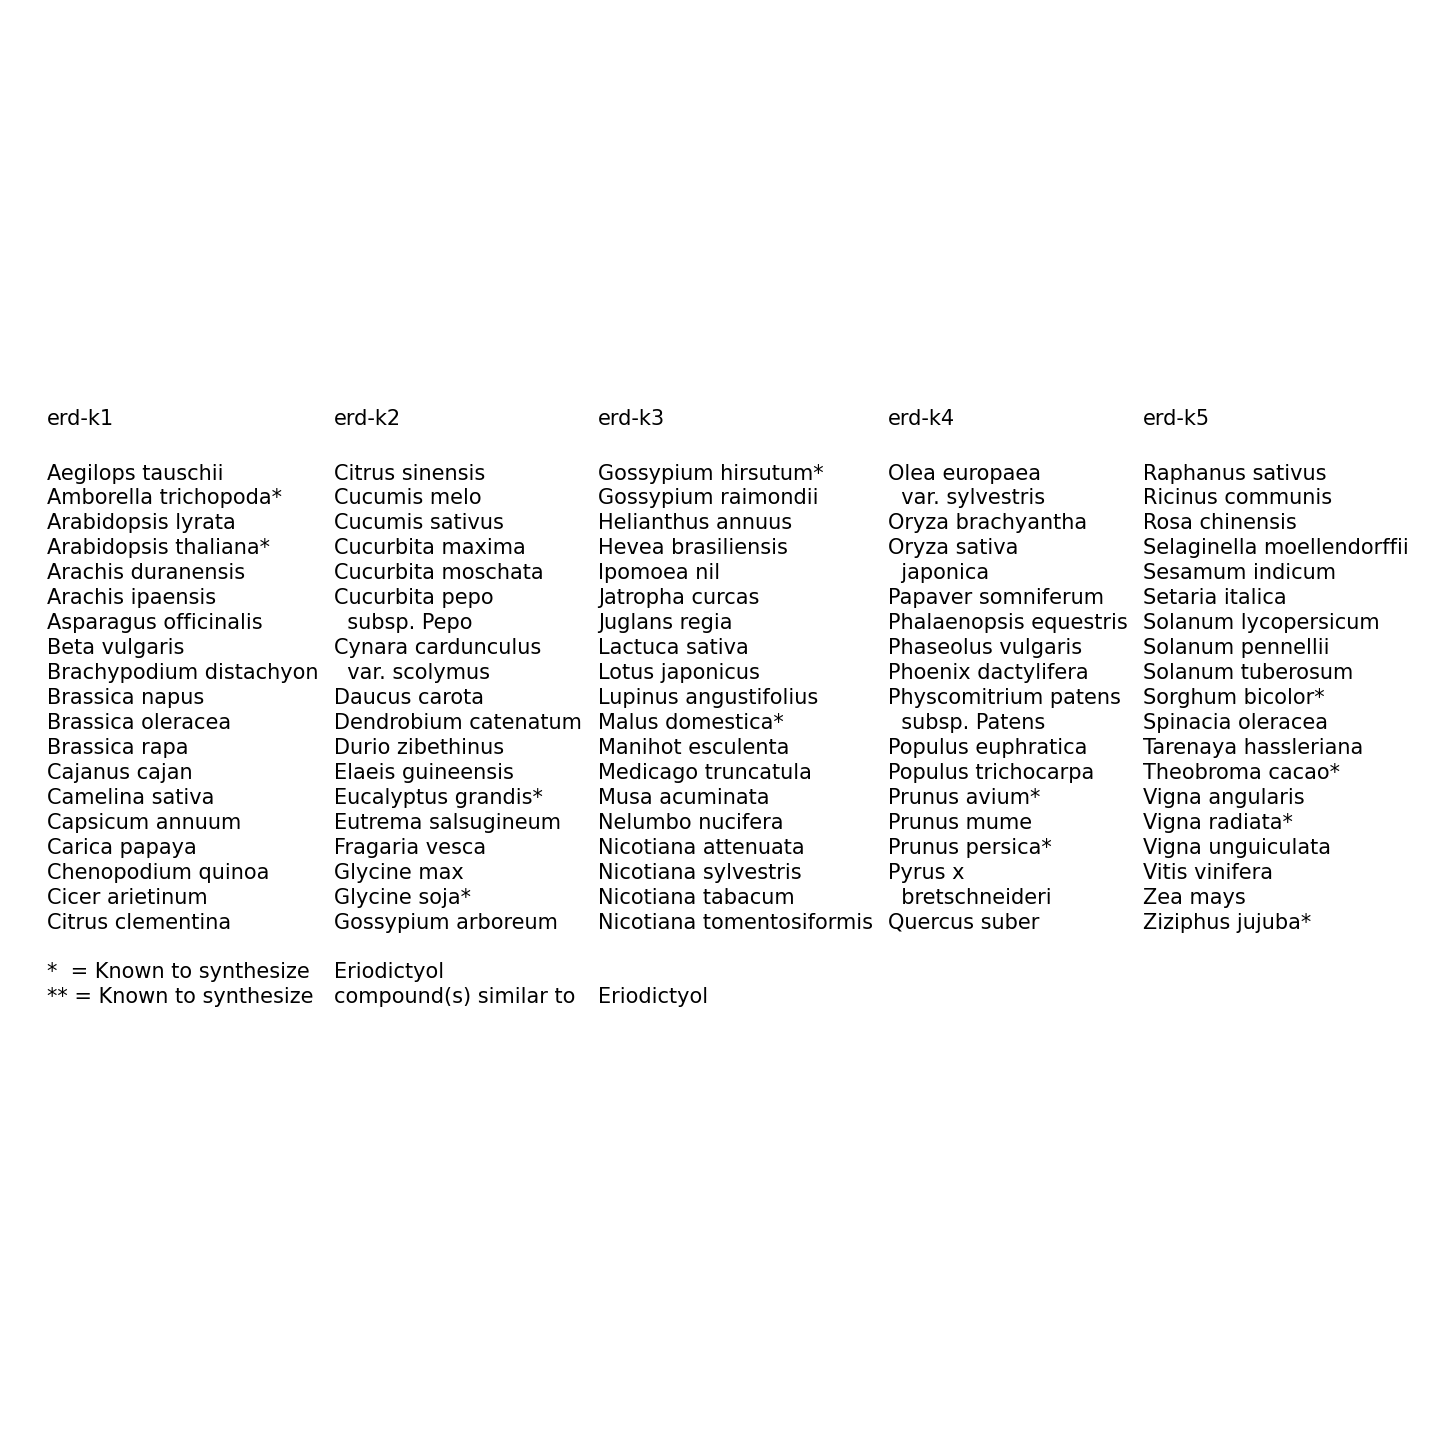 erd-k1 erd-k2 erd-k3 erd-k4 erd-k5
Aegilops tauschii Citrus sinensis Gossypium hirsutum* Olea europaea Raphanus sativus
Amborella trichopoda* Cucumis melo Gossypium raimondii var. sylvestris Ricinus communis
Arabidopsis lyrata Cucumis sativus Helianthus annuus Oryza brachyantha Rosa chinensis
Arabidopsis thaliana* Cucurbita maxima Hevea brasiliensis Oryza sativa Selaginella moellendorffii
Arachis duranensis Cucurbita moschata Ipomoea nil japonica Sesamum indicum
Arachis ipaensis Cucurbita pepo Jatropha curcas Papaver somniferum Setaria italica
Asparagus officinalis subsp. Pepo Juglans regia Phalaenopsis equestris Solanum lycopersicum
Beta vulgaris Cynara cardunculus Lactuca sativa Phaseolus vulgaris Solanum pennellii
Brachypodium distachyon var. scolymus Lotus japonicus Phoenix dactylifera Solanum tuberosum
Brassica napus Daucus carota Lupinus angustifolius Physcomitrium patens Sorghum bicolor*
Brassica oleracea Dendrobium catenatum Malus domestica* subsp. Patens Spinacia oleracea
Brassica rapa Durio zibethinus Manihot esculenta Populus euphratica Tarenaya hassleriana
Cajanus cajan Elaeis guineensis Medicago truncatula Populus trichocarpa Theobroma cacao*
Camelina sativa Eucalyptus grandis* Musa acuminata Prunus avium* Vigna angularis
Capsicum annuum Eutrema salsugineum Nelumbo nucifera Prunus mume Vigna radiata*
Carica papaya Fragaria vesca Nicotiana attenuata Prunus persica* Vigna unguiculata
Chenopodium quinoa Glycine max Nicotiana sylvestris Pyrus x Vitis vinifera
Cicer arietinum Glycine soja* Nicotiana tabacum bretschneideri Zea mays
Citrus clementina Gossypium arboreum Nicotiana tomentosiformis Quercus suber Ziziphus jujuba*
* = Known to synthesize Eriodictyol
** = Known to synthesize compound(s) similar to Eriodictyol